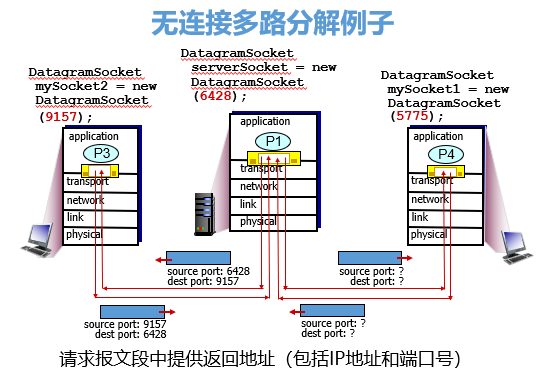 无连接多路分解例子
DatagramSocket
serverSocket = new
DatagramSocket
(6428);
DatagramSocket
mySocket2 = new
DatagramSocket
(9157);
DatagramSocket
mySocket1 = new
DatagramSocket
(5775);
application
P3
transport
network
link
physical
application
P1
transport
network
link
physical
application
P4
transport
network
link
physical
source port: 6428
dest port: 9157
source port: ?
dest port: ?
source port: 9157
dest port: 6428
source port: ?
dest port: ?
请求报文段中提供返回地址（包括IP地址和端口号）